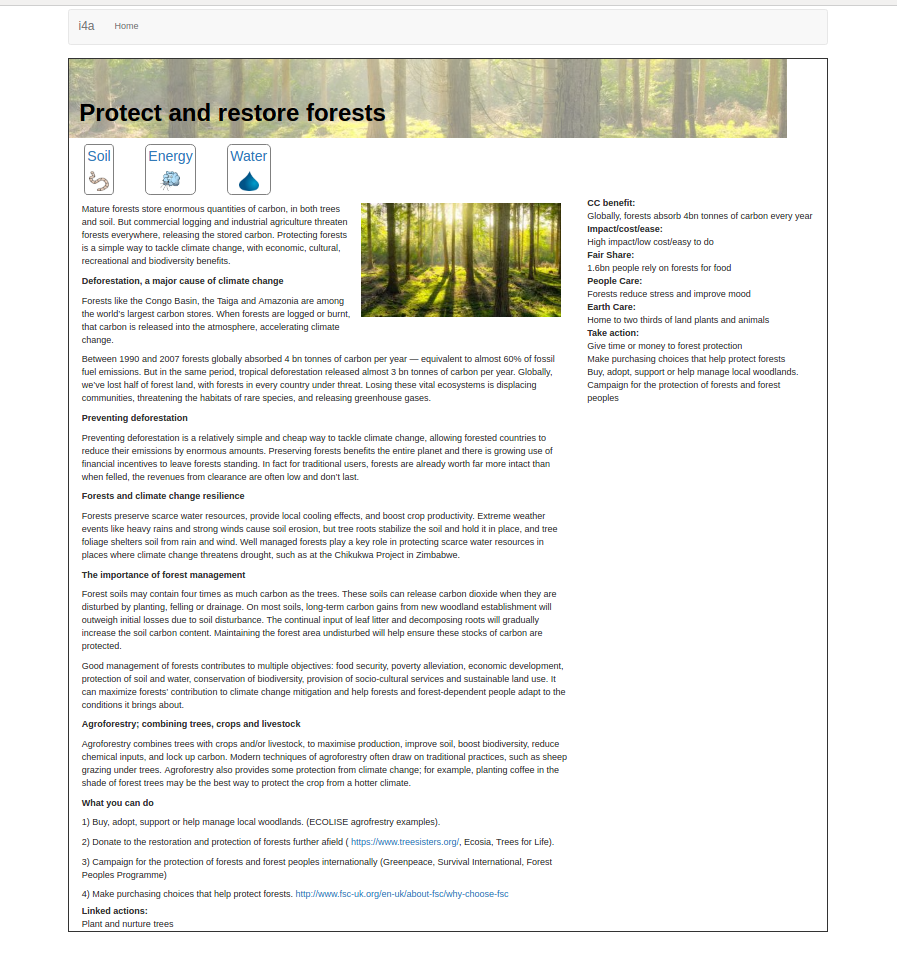 i4a Home
Protect and restore forests
Soil Energy Water
Mature forests store enormous quantities of carbon, in both trees
and soil. But commercial logging and industrial agriculture threaten
forests everywhere, releasing the stored carbon. Protecting forests
is a simple way to tackle climate change, with economic, cultural,
recreational and biodiversity benefits.
Deforestation, a major cause of climate change
Forests like the Congo Basin, the Taiga and Amazonia are among
the world's largest carbon stores. When forests are logged or burnt,
that carbon is released into the atmosphere, accelerating climate
change.
Between 1990 and 2007 forests globally absorbed 4 bn tonnes of carbon per year — equivalent to almost 60% of fossil
fuel emissions. But in the same period, tropical deforestation released almost 3 bn tonnes of carbon per year. Globally,
we've lost half of forest land, with forests in every country under threat. Losing these vital ecosystems is displacing
communities, threatening the habitats of rare species, and releasing greenhouse gases.
Preventing deforestation
Preventing deforestation is a relatively simple and cheap way to tackle climate change, allowing forested countries to
reduce their emissions by enormous amounts. Preserving forests benefits the entire planet and there is growing use of
financial incentives to leave forests standing. In fact for traditional users, forests are already worth far more intact than
when felled, the revenues from clearance are often low and don't last.
Forests and climate change resilience
Forests preserve scarce water resources, provide local cooling effects, and boost crop productivity. Extreme weather
events like heavy rains and strong winds cause soil erosion, but tree roots stabilize the soil and hold it in place, and tree
foliage shelters soil from rain and wind. Well managed forests play a key role in protecting scarce water resources in
places where climate change threatens drought, such as at the Chikukwa Project in Zimbabwe.
The importance of forest management
Forest soils may contain four times as much carbon as the trees. These soils can release carbon dioxide when they are
disturbed by planting, felling or drainage. On most soils, long-term carbon gains from new woodland establishment will
outweigh initial losses due to soil disturbance. The continual input of leaf litter and decomposing roots will gradually
increase the soil carbon content. Maintaining the forest area undisturbed will help ensure these stocks of carbon are
protected.
Good management of forests contributes to multiple objectives: food security, poverty alleviation, economic development,
protection of soil and water, conservation of biodiversity, provision of socio-cultural services and sustainable land use. It
can maximize forests' contribution to climate change mitigation and help forests and forest-dependent people adapt to the
conditions it brings about.
Agroforestry; combining trees, crops and livestock
Agroforestry combines trees with crops and/or livestock, to maximise production, improve soil, boost biodiversity, reduce
chemical inputs, and lock up carbon. Modern techniques of agroforestry often draw on traditional practices, such as sheep
grazing under trees. Agroforestry also provides some protection from climate change; for example, planting coffee in the
shade of forest trees may be the best way to protect the crop from a hotter climate.
What you can do
1) Buy, adopt, support or help manage local woodlands. (ECOLISE agrofrestry examples).
2) Donate to the restoration and protection of forests further afield ( https://www.treesisters.org/, Ecosia, Trees for Life).
3) Campaign for the protection of forests and forest peoples internationally (Greenpeace, Survival International, Forest
Peoples Programme)
4) Make purchasing choices that help protect forests. http://www.fsc-uk.org/en-uk/about-fsc/why-choose-fsc
Linked actions:
Plant and nurture trees
CC benefit:
Globally, forests absorb 4bn tonnes of carbon every year
Impact/cost/ease:
High impact/low cost/easy to do
Fair Share:
1.6bn people rely on forests for food
People Care:
Forests reduce stress and improve mood
Earth Care:
Home to two thirds of land plants and animals
Take action:
Give time or money to forest protection
Make purchasing choices that help protect forests
Buy, adopt, support or help manage local woodlands.
Campaign for the protection of forests and forest
peoples